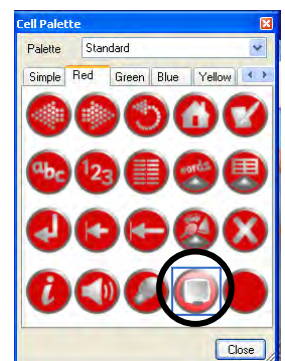 Cell Palette
Palette Standard
Simple Red Green Blue Yellow
abc 123 words
i
Close